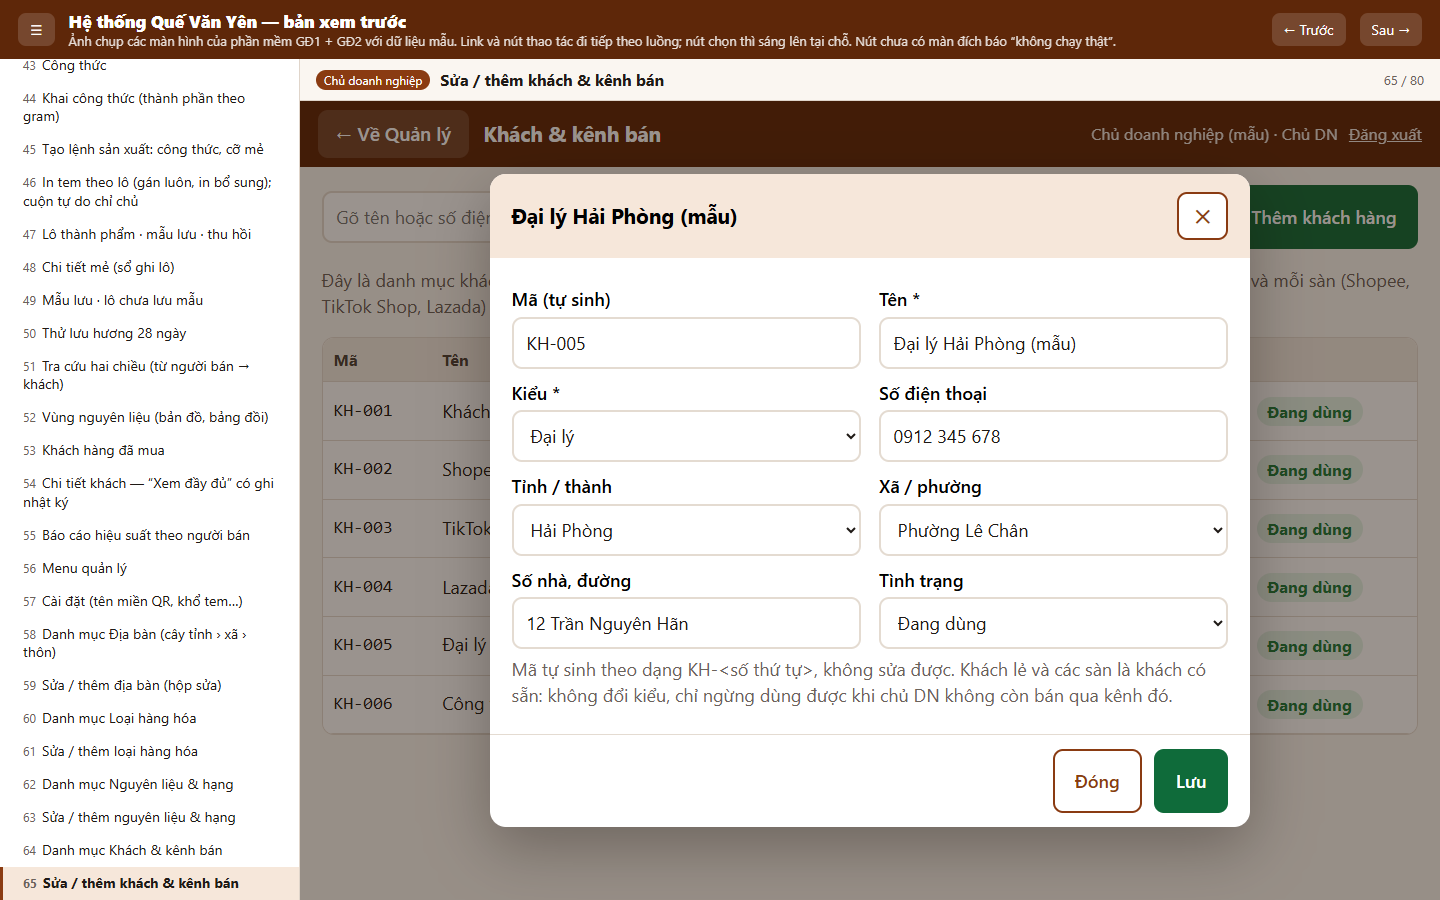 ☰
Hệ thống Quế Văn Yên — bản xem trước
Ảnh chụp các màn hình của phần mềm GĐ1 + GĐ2 với dữ liệu mẫu. Link và nút thao tác đi tiếp theo luồng; nút chọn thì sáng lên tại chỗ. Nút chưa có màn đích báo “không chạy thật”.
← Trước
Sau →
43 Công thức
44 Khai công thức (thành phần theo
gram)
45 Tạo lệnh sản xuất: công thức, cỡ mẻ
46 In tem theo lô (gán luôn, in bổ sung);
cuộn tự do chỉ chủ
47 Lô thành phẩm · mẫu lưu · thu hồi
48 Chi tiết mẻ (sổ ghi lô)
49 Mẫu lưu · lô chưa lưu mẫu
50 Thử lưu hương 28 ngày
51 Tra cứu hai chiều (từ người bán →
khách)
52 Vùng nguyên liệu (bản đồ, bảng đồi)
53 Khách hàng đã mua
54 Chi tiết khách — “Xem đầy đủ” có ghi
nhật ký
55 Báo cáo hiệu suất theo người bán
56 Menu quản lý
57 Cài đặt (tên miền QR, khổ tem…)
58 Danh mục Địa bàn (cây tỉnh › xã ›
thôn)
59 Sửa / thêm địa bàn (hộp sửa)
60 Danh mục Loại hàng hóa
61 Sửa / thêm loại hàng hóa
62 Danh mục Nguyên liệu & hạng
63 Sửa / thêm nguyên liệu & hạng
64 Danh mục Khách & kênh bán
65 Sửa / thêm khách & kênh bán
Chủ doanh nghiệp
Sửa / thêm khách & kênh bán
65 / 80
← Về Quản lý
Khách & kênh bán
Chủ doanh nghiệp (mẫu) · Chủ DN
Đăng xuất
Gõ tên hoặc số điện
Thêm khách hàng
Đây là danh mục khác
và mỗi sàn (Shopee,
TikTok Shop, Lazada)
Mã
Tên
KH-001
Khách
Đang dùng
KH-002
Shope
Đang dùng
KH-003
TikTok
Đang dùng
KH-004
Lazada
Đang dùng
KH-005
Đại lý
Đang dùng
KH-006
Công
Đang dùng
Đại lý Hải Phòng (mẫu)
×
Mã (tự sinh)
Tên *
KH-005
Đại lý Hải Phòng (mẫu)
Kiểu *
Số điện thoại
Đại lý
0912 345 678
Tỉnh / thành
Xã / phường
Hải Phòng
Phường Lê Chân
Số nhà, đường
Tình trạng
12 Trần Nguyên Hãn
Đang dùng
Mã tự sinh theo dạng KH-<số thứ tự>, không sửa được. Khách lẻ và các sàn là khách có
sẵn: không đổi kiểu, chỉ ngừng dùng được khi chủ DN không còn bán qua kênh đó.
Đóng
Lưu